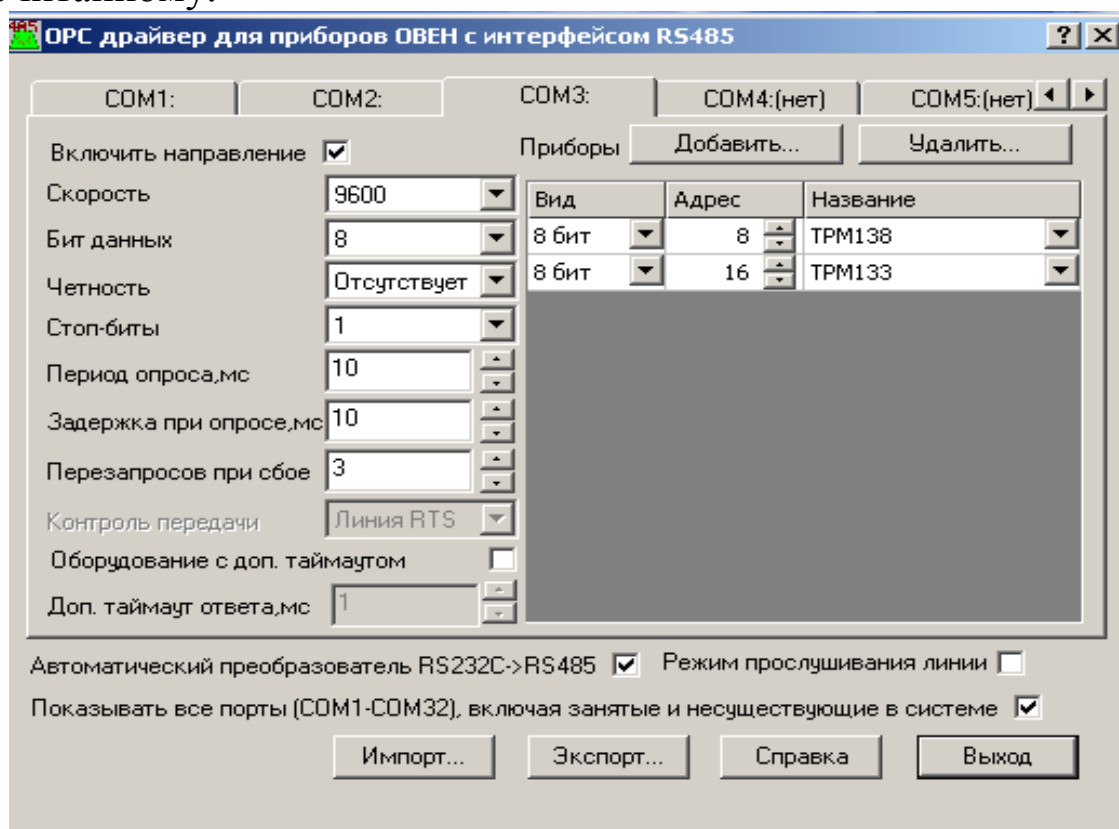 ОРС драйвер для приборов ОВЕН с интерфейсом RS485
COM1: COM2: COM3: COM4:(нет) COM5:(нет)
Включить направление
Скорость 9600
Бит данных 8
Четность Отсутствует
Стоп-биты 1
Период опроса,мс 10
Задержка при опросе,мс 10
Перезапросов при сбое 3
Контроль передачи Линия RTS
Оборудование с доп. таймаутом
Доп. таймаут ответа,мс 1
Приборы Добавить... Удалить...
Вид Адрес Название
8 бит 8 ТРМ138
8 бит 16 ТРМ133
Автоматический преобразователь RS232C->RS485 Режим прослушивания линии
Показывать все порты (COM1-COM32), включая занятые и несуществующие в системе
Импорт... Экспорт... Справка Выход